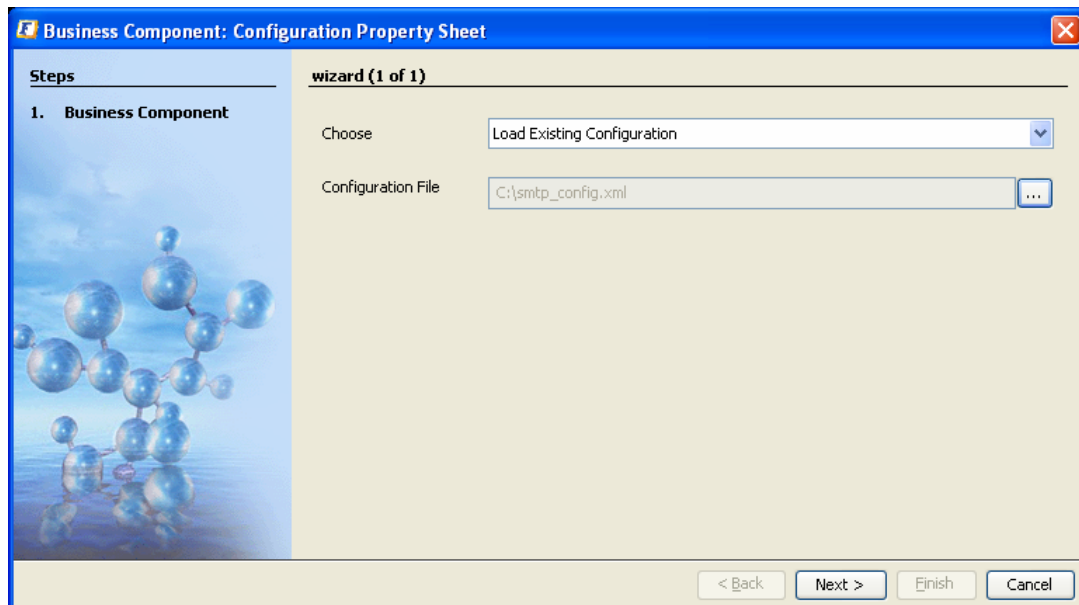 Business Component: Configuration Property Sheet
Steps
1. Business Component
wizard (1 of 1)
Choose
Load Existing Configuration
Configuration File
C:\smtp_config.xml
...
< Back
Next >
Finish
Cancel